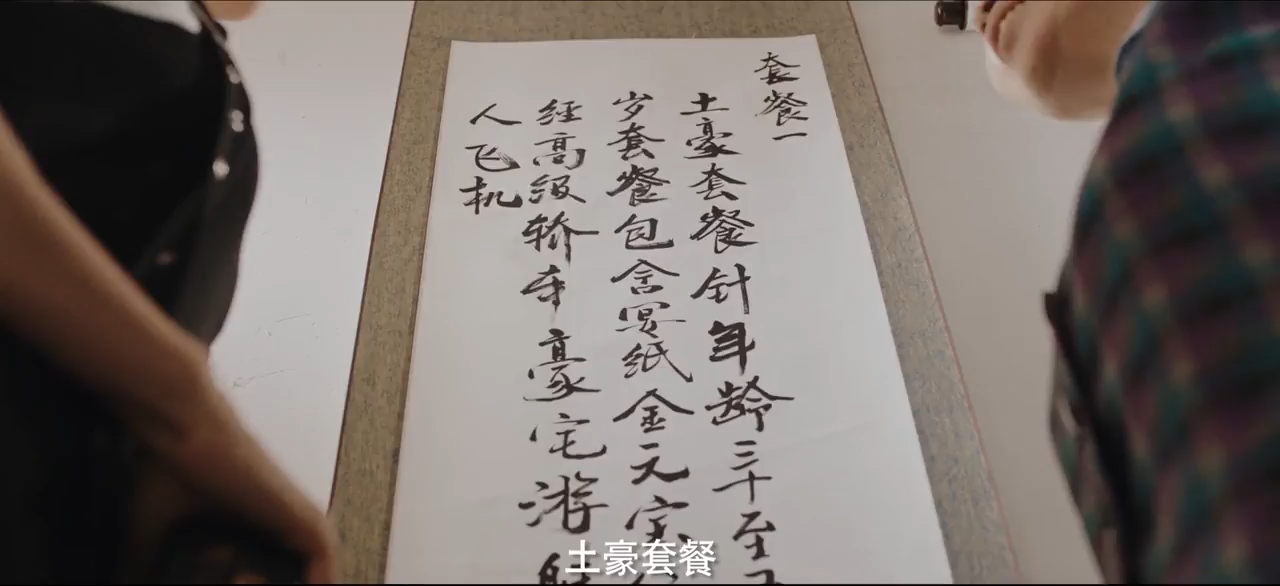 套餐一
土豪套餐针年龄三十至
岁套餐包含冥纸金元宝
经高级轿车豪宅游
人飞机
土豪套餐